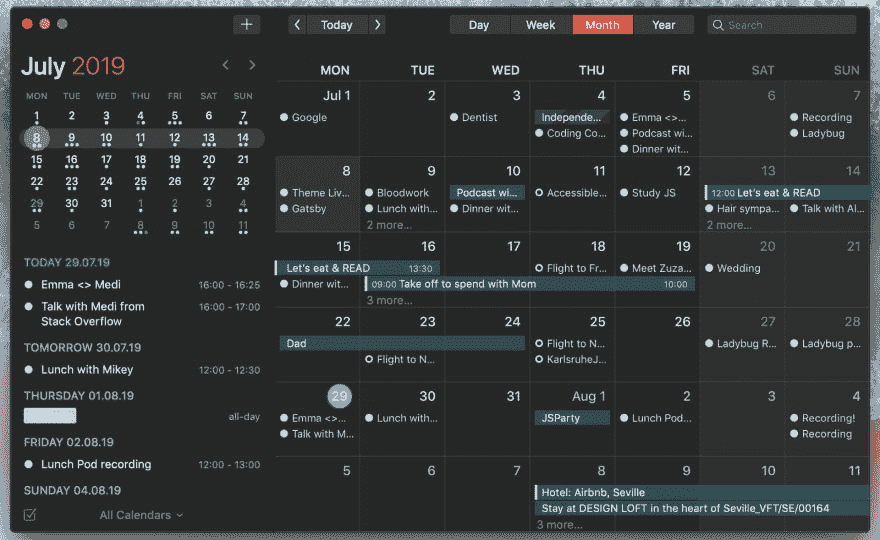 Today
Day Week Month Year
Search
July 2019
MON TUE WED THU FRI SAT SUN
1 2 3 4 5 6 7
8 9 10 11 12 13 14
15 16 17 18 19 20 21
22 23 24 25 26 27 28
29 30 31 1 2 3 4
5 6 7 8 9 10 11
TODAY 29.07.19
Emma <> Medi 16:00 - 16:25
Talk with Medi from 16:00 - 17:00
Stack Overflow
TOMORROW 30.07.19
Lunch with Mikey 12:00 - 12:30
THURSDAY 01.08.19
all-day
FRIDAY 02.08.19
Lunch Pod recording 12:00 - 13:00
SUNDAY 04.08.19
All Calendars
MON TUE WED THU FRI SAT SUN
Jul 1 2 3 4 5 6 7
Google Dentist Independe... Emma <>... Recording
Coding Co... Podcast wi... Ladybug
Dinner wit...
8 9 10 11 12 13 14
Theme Liv... Bloodwork Podcast wi... Accessible... Study JS 12:00 Let's eat & READ
Gatsby Lunch with... Dinner wit... Hair sympa... Talk with Al...
2 more... 2 more...
15 16 17 18 19 20 21
Let's eat & READ 13:30 Flight to Fr... Meet Zuza... Wedding
Dinner wit... 09:00 Take off to spend with Mom 10:00
3 more...
22 23 24 25 26 27 28
Dad Flight to N... Ladybug R... Ladybug p...
Flight to N... KarlsruheJ...
29 30 31 Aug 1 2 3 4
Emma <>... Lunch with... JSParty Lunch Pod... Recording!
Talk with M... Recording
5 6 7 8 9 10 11
Hotel: Airbnb, Seville
Stay at DESIGN LOFT in the heart of Seville_VFT/SE/00164
3 more...